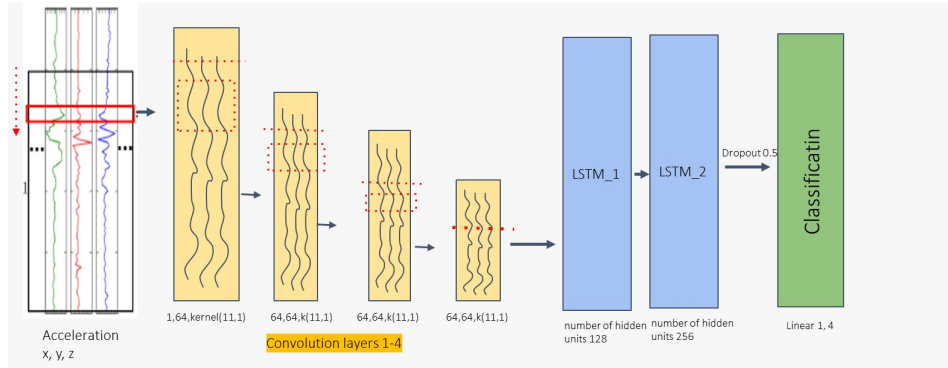 1
Acceleration
x, y, z
1,64,kernel(11,1)
64,64,k(11,1)
64,64,k(11,1)
64,64,k(11,1)
Convolution layers 1-4
LSTM_1
LSTM_2
number of hidden
units 128
number of hidden
units 256
Dropout 0.5
Classificatin
Linear 1, 4